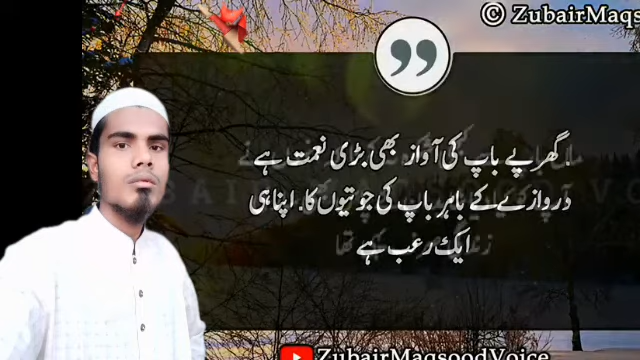 © ZubairMaqs
گھر پے باپ کی آواز بھی بڑی نعمت ہے
دروازے کے باہر باپ کی جوتیوں کا. اپنا ہی
ایک رعب ہے
ZubairMaqsoodVoice